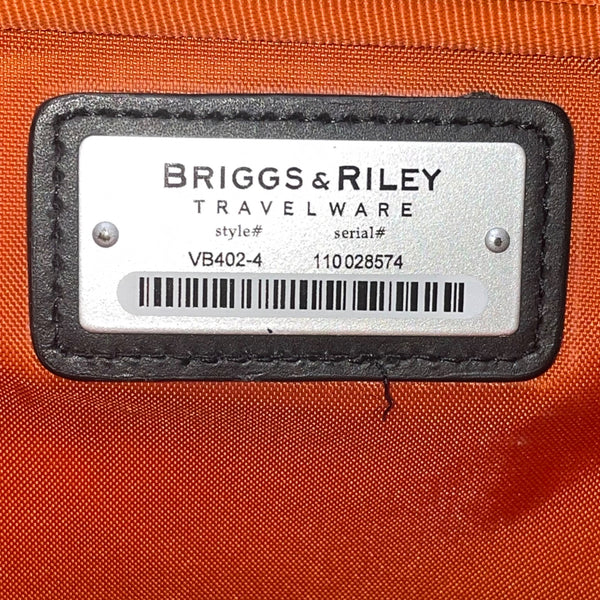 BRIGGS & RILEY
TRAVELWARE
style# serial#
VB402-4 110028574